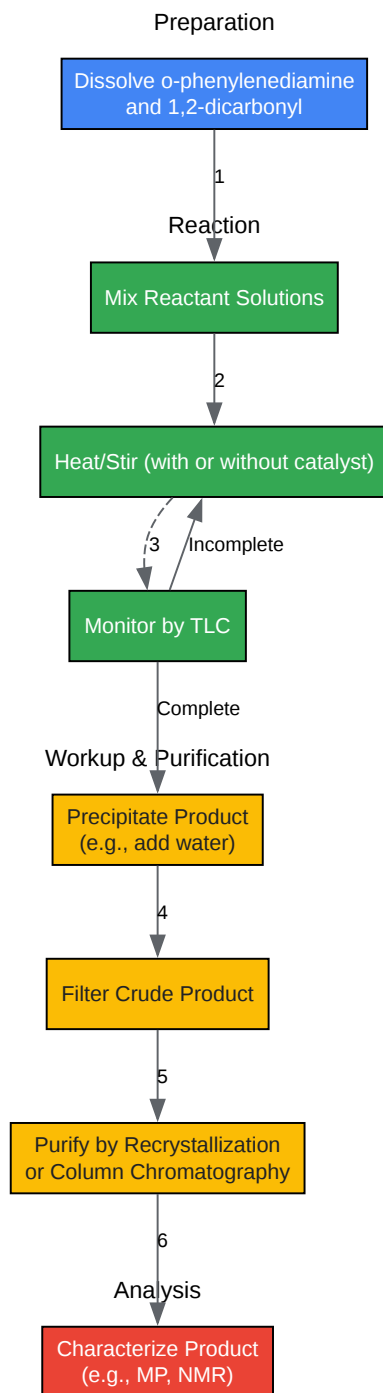 Preparation
Dissolve o-phenylenediamine
and 1,2-dicarbonyl
1
Reaction
Mix Reactant Solutions
2
Heat/Stir (with or without catalyst)
3
Incomplete
Monitor by TLC
Complete
Workup & Purification
Precipitate Product
(e.g., add water)
4
Filter Crude Product
5
Purify by Recrystallization
or Column Chromatography
6
Analysis
Characterize Product
(e.g., MP, NMR)